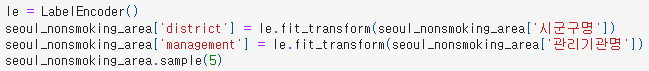 le = LabelEncoder()
seoul_nonsmoking_area['district'] = le.fit_transform(seoul_nonsmoking_area['시군구명'])
seoul_nonsmoking_area['management'] = le.fit_transform(seoul_nonsmoking_area['관리기관명'])
seoul_nonsmoking_area.sample(5)